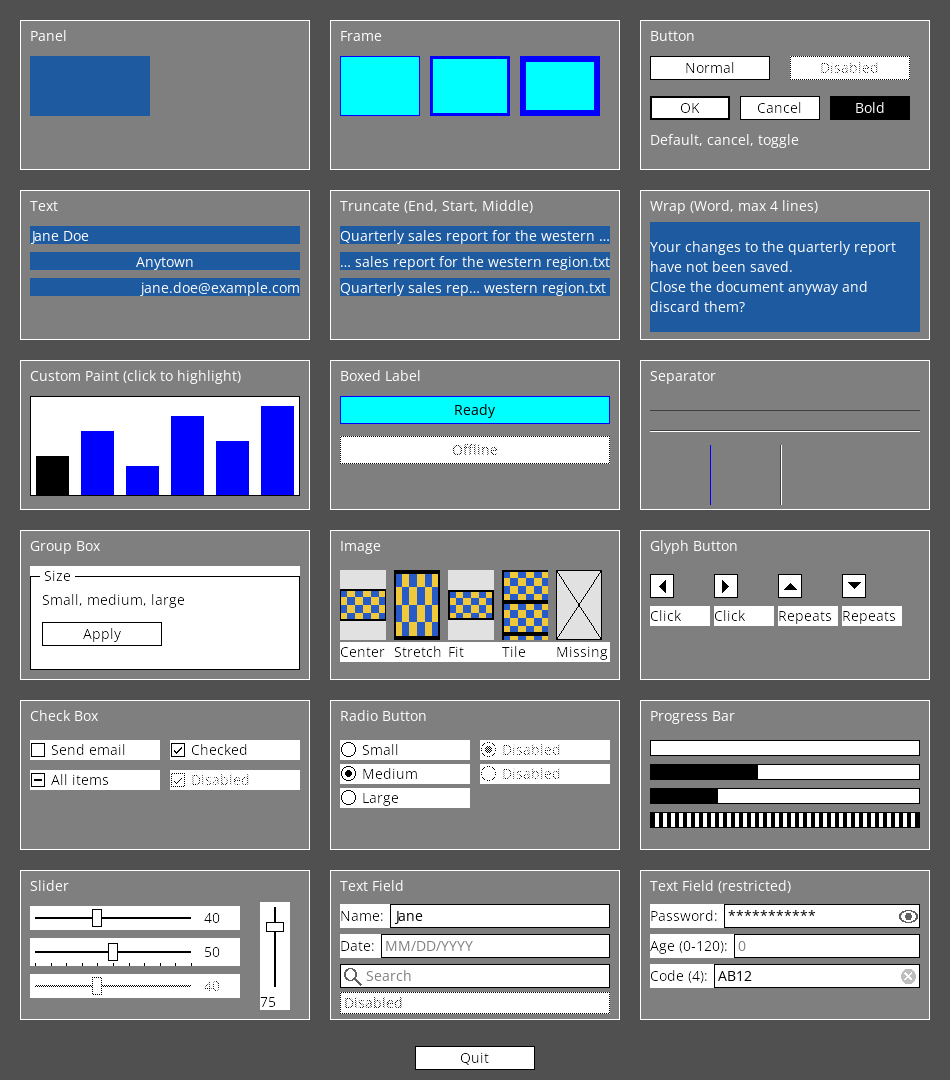 Panel
Frame
Button
Normal
Disabled
OK
Cancel
Bold
Default, cancel, toggle
Text
Jane Doe
Anytown
jane.doe@example.com
Truncate (End, Start, Middle)
Quarterly sales report for the western ...
... sales report for the western region.txt
Quarterly sales rep... western region.txt
Wrap (Word, max 4 lines)
Your changes to the quarterly report
have not been saved.
Close the document anyway and
discard them?
Custom Paint (click to highlight)
Boxed Label
Ready
Offline
Separator
Group Box
Size
Small, medium, large
Apply
Image
Center
Stretch
Fit
Tile
Missing
Glyph Button
Click
Click
Repeats
Repeats
Check Box
Send email
Checked
All items
Disabled
Radio Button
Small
Disabled
Medium
Disabled
Large
Progress Bar
Slider
40
50
40
75
Text Field
Name: Jane
Date: MM/DD/YYYY
Search
Disabled
Text Field (restricted)
Password: ***********
Age (0-120): 0
Code (4): AB12
Quit